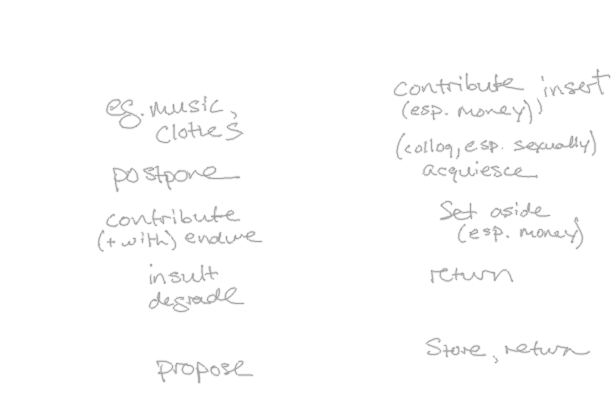 eg. music,
clothes
postpone
contribute
(+ with) endure
insult
degrade
propose
contribute, insert
(esp. money)
(colloq, esp. sexually)
acquiesce
Set aside
(esp. money)
return
Store, return